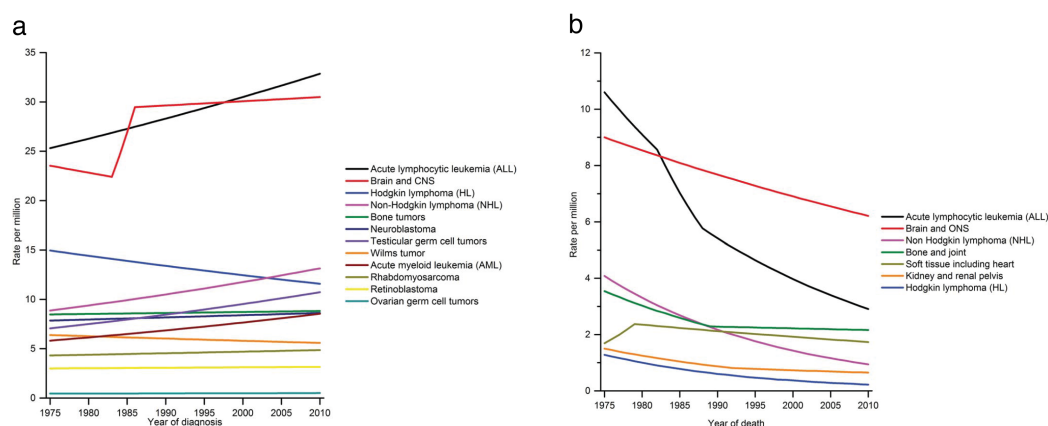 a
35
30
25
20
15
10
5
0
Rate per million
1975 1980 1985 1990 1995 2000 2005 2010
Year of diagnosis
Acute lymphocytic leukemia (ALL)
Brain and CNS
Hodgkin lymphoma (HL)
Non-Hodgkin lymphoma (NHL)
Bone tumors
Neuroblastoma
Testicular germ cell tumors
Wilms tumor
Acute myeloid leukemia (AML)
Rhabdomyosarcoma
Retinoblastoma
Ovarian germ cell tumors
b
12
10
8
6
4
2
0
Rate per million
1975 1980 1985 1990 1995 2000 2005 2010
Year of death
Acute lymphocytic leukemia (ALL)
Brain and ONS
Non Hodgkin lymphoma (NHL)
Bone and joint
Soft tissue including heart
Kidney and renal pelvis
Hodgkin lymphoma (HL)